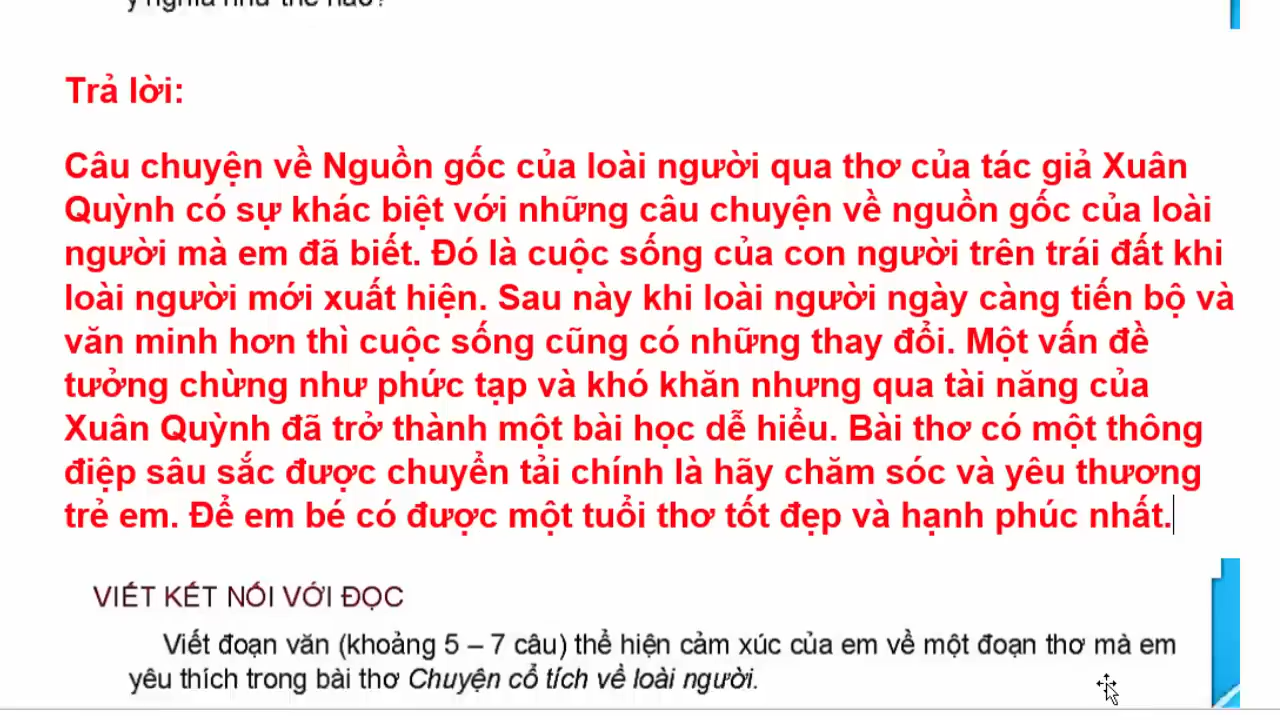 ý nghĩa như thế nào?
Trả lời:
Câu chuyện về Nguồn gốc của loài người qua thơ của tác giả Xuân
Quỳnh có sự khác biệt với những câu chuyện về nguồn gốc của loài
người mà em đã biết. Đó là cuộc sống của con người trên trái đất khi
loài người mới xuất hiện. Sau này khi loài người ngày càng tiến bộ và
văn minh hơn thì cuộc sống cũng có những thay đổi. Một vấn đề
tưởng chừng như phức tạp và khó khăn nhưng qua tài năng của
Xuân Quỳnh đã trở thành một bài học dễ hiểu. Bài thơ có một thông
điệp sâu sắc được chuyển tải chính là hãy chăm sóc và yêu thương
trẻ em. Để em bé có được một tuổi thơ tốt đẹp và hạnh phúc nhất.
VIẾT KẾT NỐI VỚI ĐỌC
Viết đoạn văn (khoảng 5 – 7 câu) thể hiện cảm xúc của em về một đoạn thơ mà em
yêu thích trong bài thơ Chuyện cổ tích về loài người.